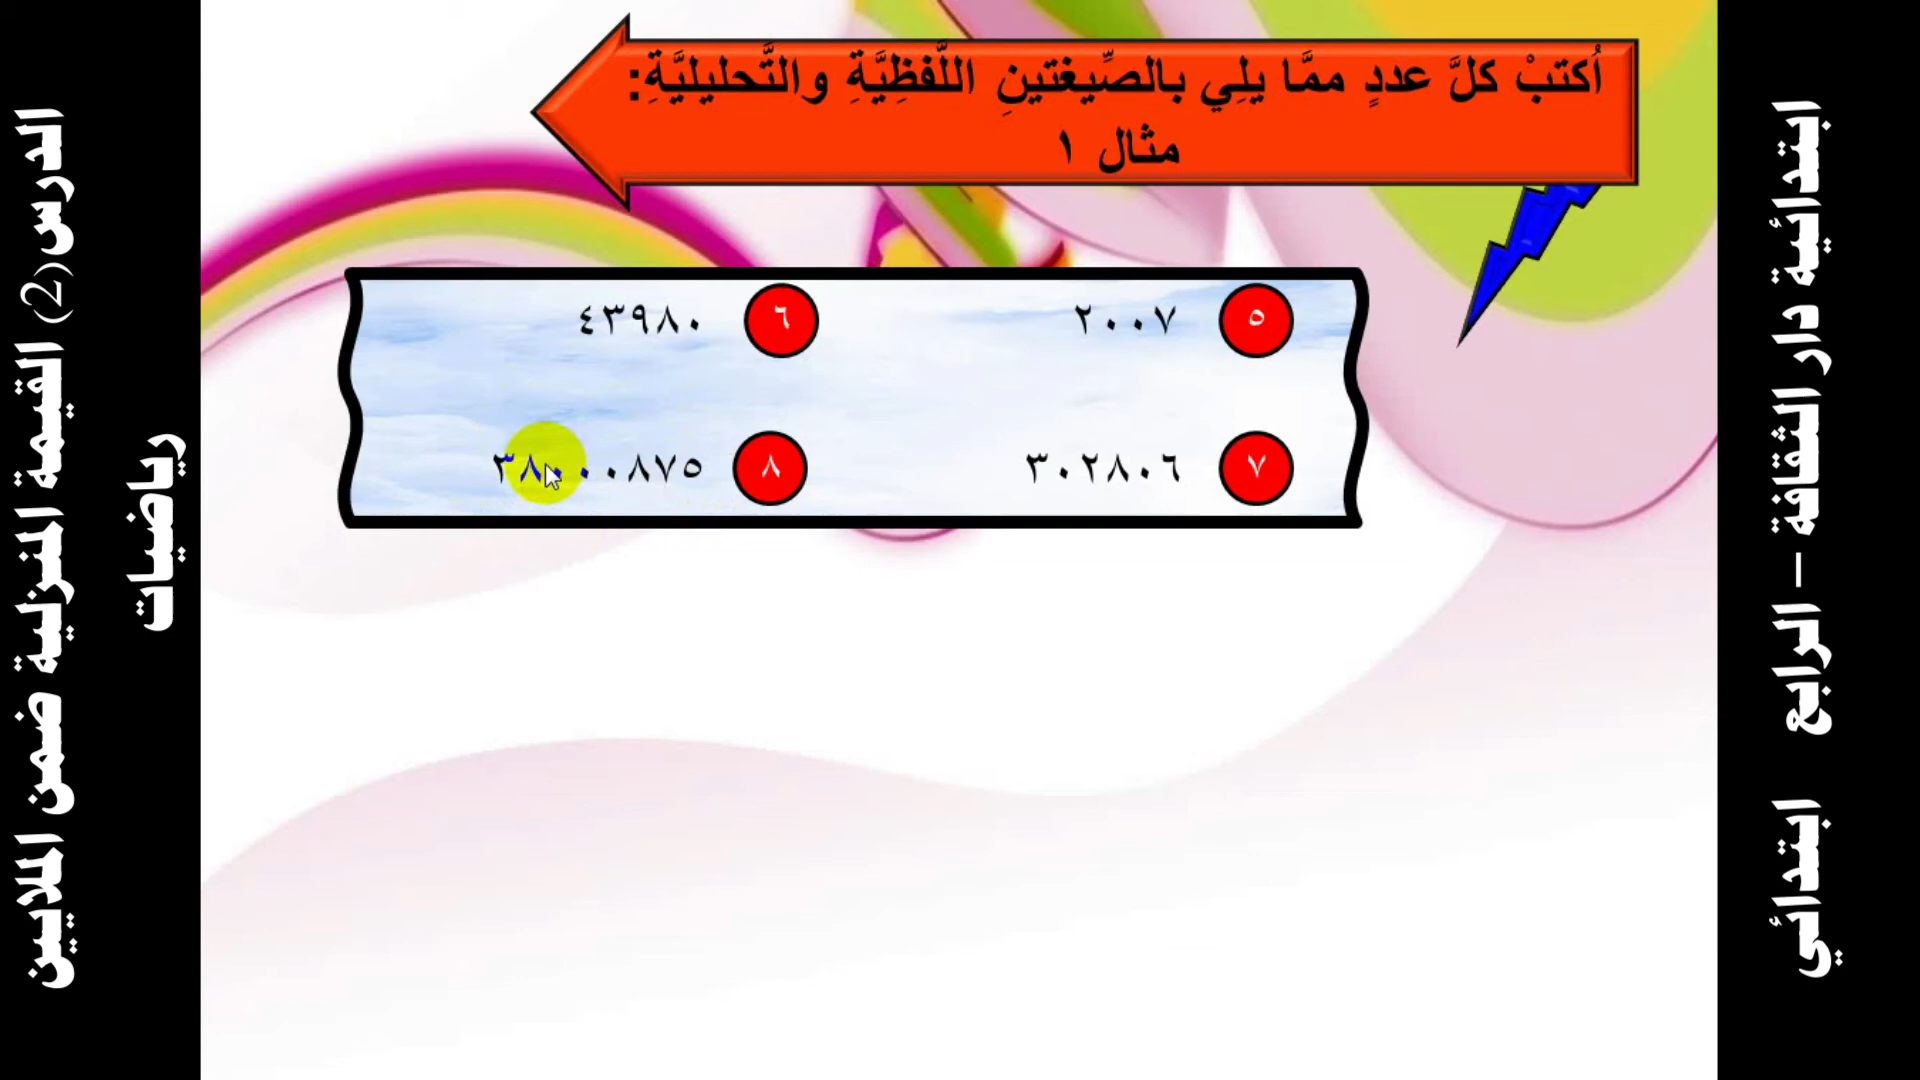 أُكتبْ كلَّ عددٍ ممَّا يلِي بالصِّيغتينِ اللَّفظِيَّةِ والتَّحليليَّةِ:
مثال ١
٥ ٢٠٠٧
٦ ٤٣٩٨٠
٧ ٣٠٢٨٠٦
٨ ٣٨٠٠٠٨٧٥
ابتدائية دار الثقافة – الرابع ابتدائي
الدرس(2) القيمة المنزلية ضمن الملايين
رياضيات